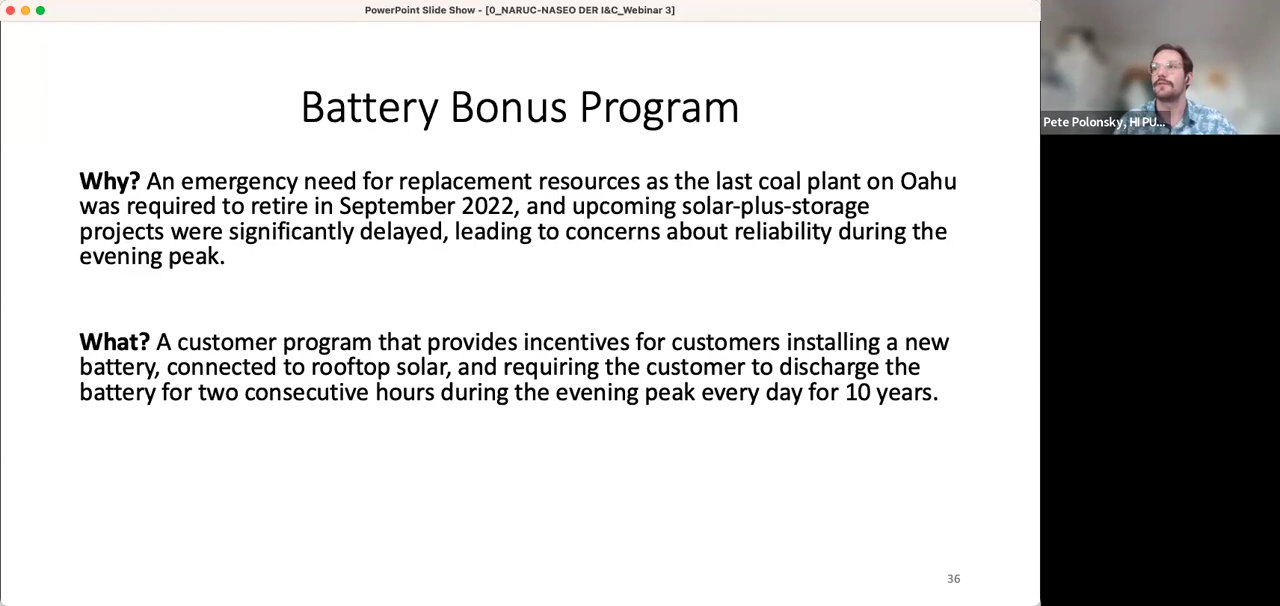 PowerPoint Slide Show - [0_NARUC-NASEO DER I&C_Webinar 3]
Battery Bonus Program
Why? An emergency need for replacement resources as the last coal plant on Oahu
was required to retire in September 2022, and upcoming solar-plus-storage
projects were significantly delayed, leading to concerns about reliability during the
evening peak.
What? A customer program that provides incentives for customers installing a new
battery, connected to rooftop solar, and requiring the customer to discharge the
battery for two consecutive hours during the evening peak every day for 10 years.
36
Pete Polonsky, HI PU...